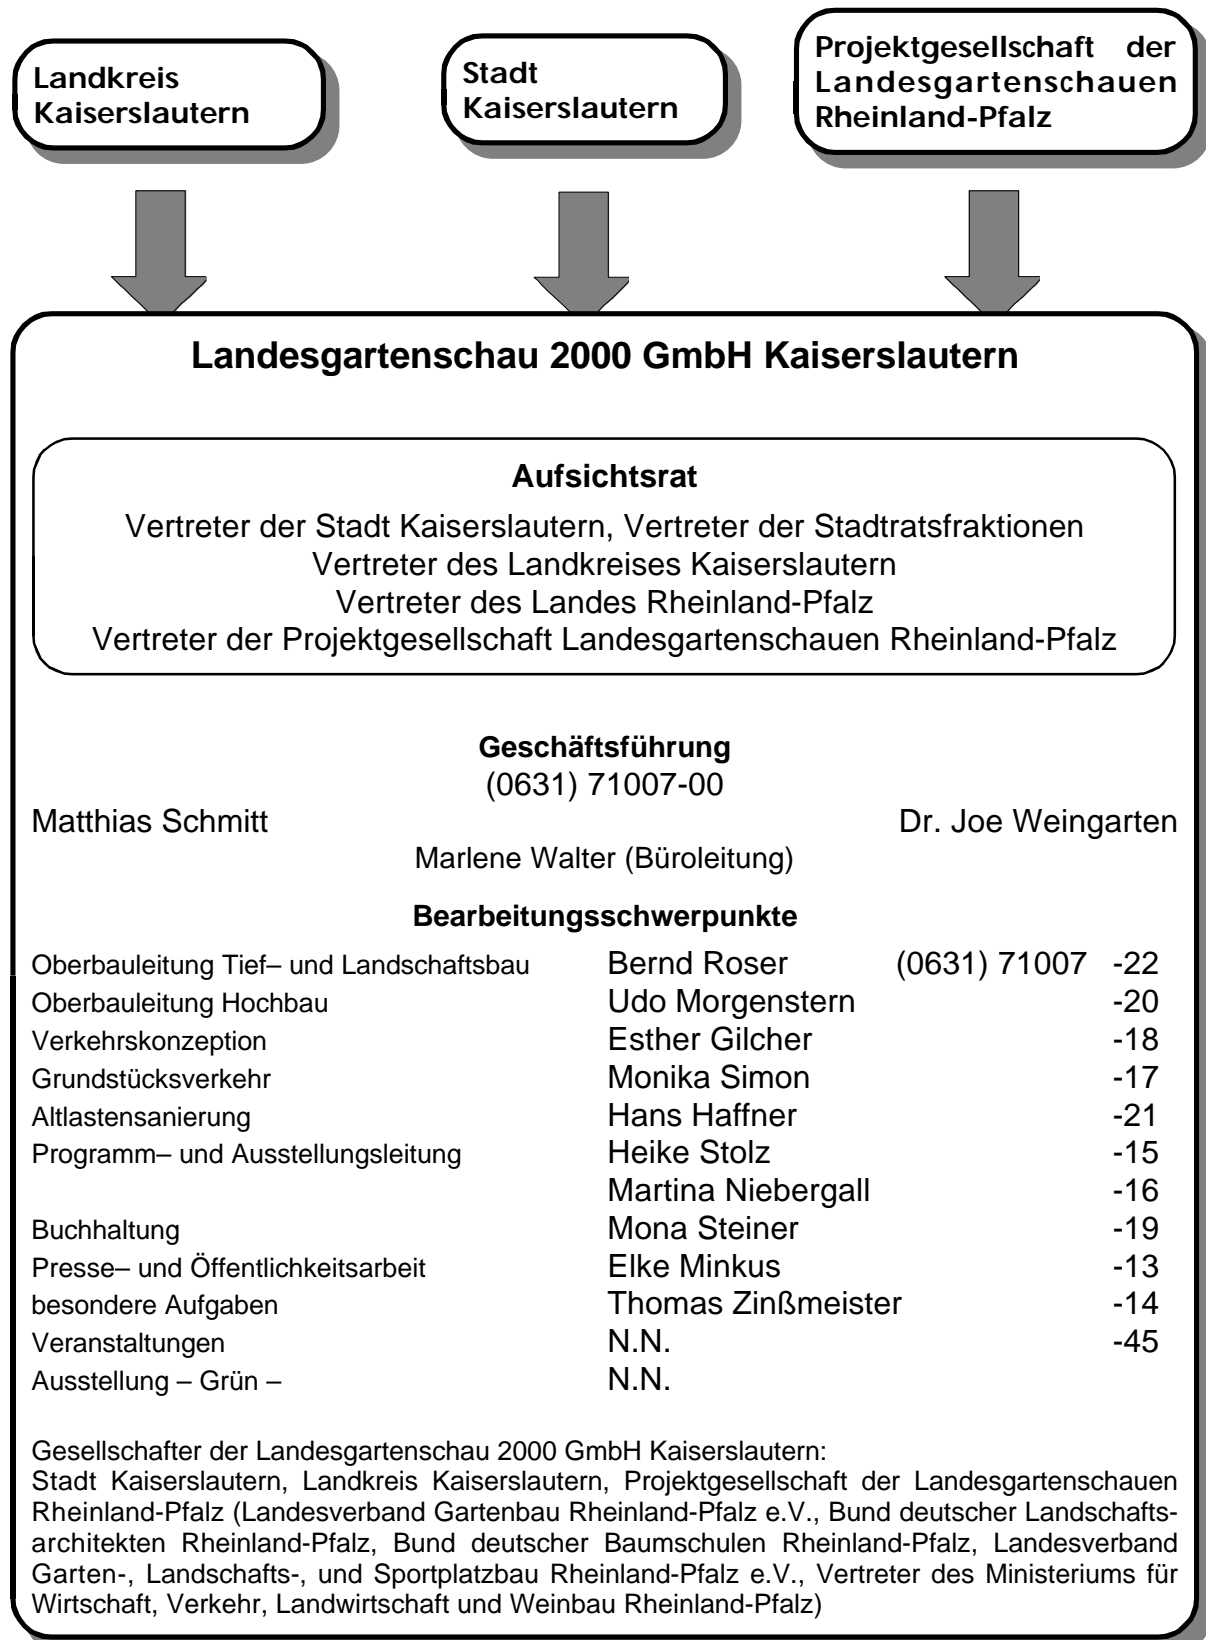 Landkreis
Kaiserslautern
Stadt
Kaiserslautern
Projektgesellschaft der
Landesgartenschauen
Rheinland-Pfalz
Landesgartenschau 2000 GmbH Kaiserslautern
Aufsichtsrat
Vertreter der Stadt Kaiserslautern, Vertreter der Stadtratsfraktionen
Vertreter des Landkreises Kaiserslautern
Vertreter des Landes Rheinland-Pfalz
Vertreter der Projektgesellschaft Landesgartenschauen Rheinland-Pfalz
Geschäftsführung
(0631) 71007-00
Matthias Schmitt Dr. Joe Weingarten
Marlene Walter (Büroleitung)
Bearbeitungsschwerpunkte
Oberbauleitung Tief– und Landschaftsbau Bernd Roser (0631) 71007 -22
Oberbauleitung Hochbau Udo Morgenstern -20
Verkehrskonzeption Esther Gilcher -18
Grundstücksverkehr Monika Simon -17
Altlastensanierung Hans Haffner -21
Programm– und Ausstellungsleitung Heike Stolz -15
Martina Niebergall -16
Buchhaltung Mona Steiner -19
Presse– und Öffentlichkeitsarbeit Elke Minkus -13
besondere Aufgaben Thomas Zinßmeister -14
Veranstaltungen N.N. -45
Ausstellung – Grün – N.N.
Gesellschafter der Landesgartenschau 2000 GmbH Kaiserslautern:
Stadt Kaiserslautern, Landkreis Kaiserslautern, Projektgesellschaft der Landesgartenschauen
Rheinland-Pfalz (Landesverband Gartenbau Rheinland-Pfalz e.V., Bund deutscher Landschafts-
architekten Rheinland-Pfalz, Bund deutscher Baumschulen Rheinland-Pfalz, Landesverband
Garten-, Landschafts-, und Sportplatzbau Rheinland-Pfalz e.V., Vertreter des Ministeriums für
Wirtschaft, Verkehr, Landwirtschaft und Weinbau Rheinland-Pfalz)